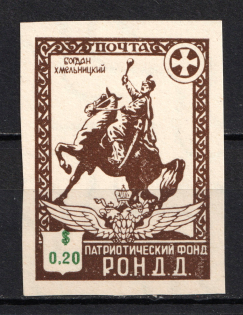 ПОЧТА
БОГДАН
ХМЕЛЬНИЦКИЙ
$
0,20
ПАТРИОТИЧЕСКИЙ ФОНД
Р.О.Н.Д.Д.